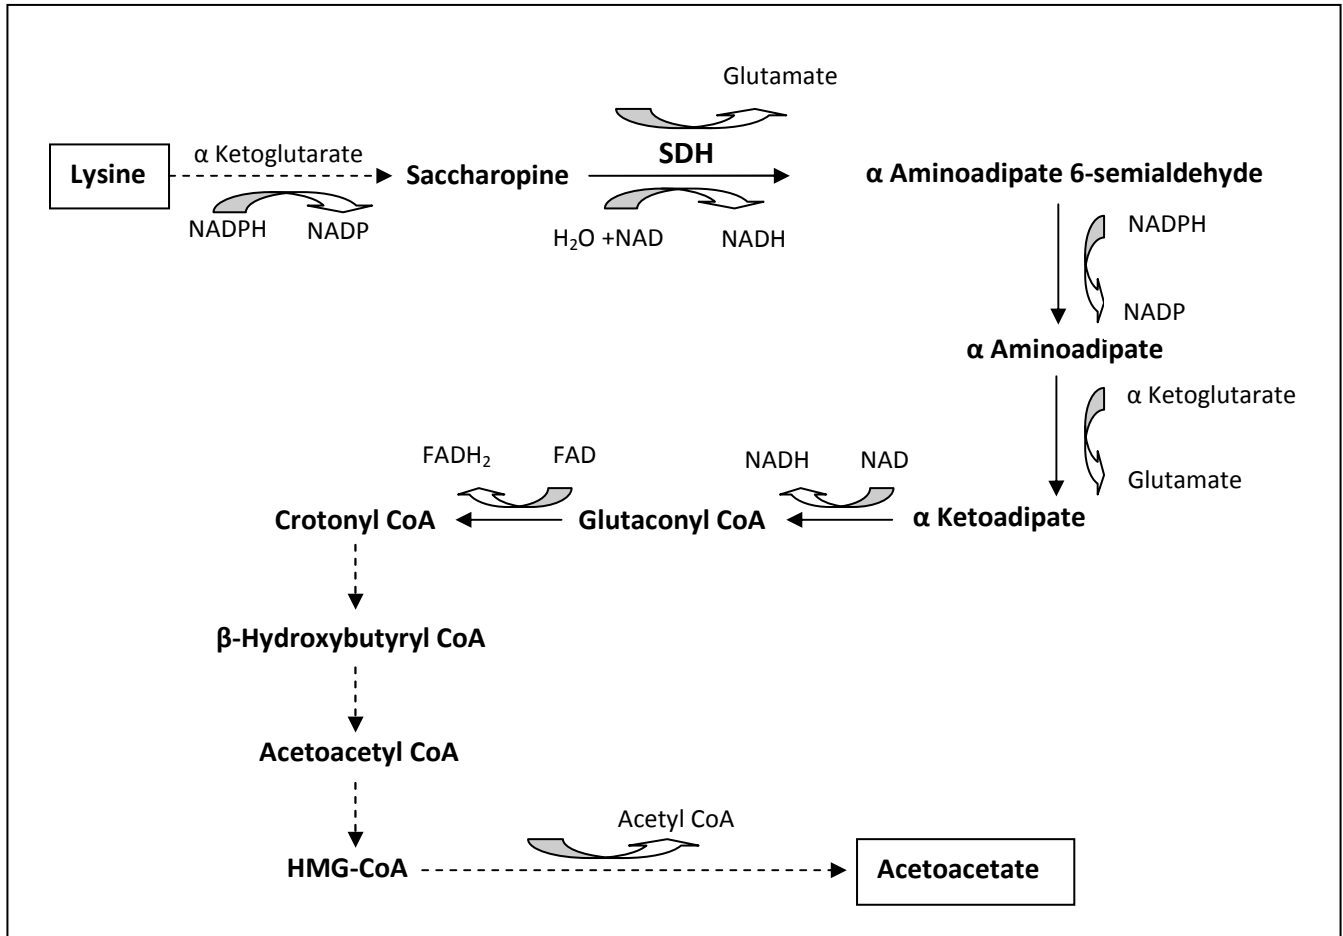 Glutamate
α Ketoglutarate
SDH
Lysine
Saccharopine
α Aminoadipate 6-semialdehyde
NADPH
NADP
H₂O +NAD
NADH
NADPH
NADP
α Aminoadipate
α Ketoglutarate
Glutamate
FADH₂
FAD
NADH
NAD
Crotonyl CoA
Glutaconyl CoA
α Ketoadipate
β-Hydroxybutyryl CoA
Acetoacetyl CoA
Acetyl CoA
HMG-CoA
Acetoacetate